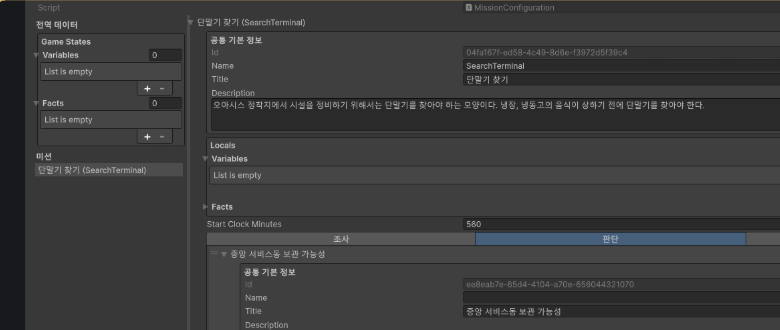 Script
MissionConfiguration
전역 데이터
Game States
Variables
0
List is empty
+ -
Facts
0
List is empty
+ -
미션
단말기 찾기 (SearchTerminal)
단말기 찾기 (SearchTerminal)
공통 기본 정보
Id
04fa167f-ed58-4c49-8d6e-f3972d5f39c4
Name
SearchTerminal
Title
단말기 찾기
Description
오아시스 정착지에서 시설을 정비하기 위해서는 단말기를 찾아야 하는 모양이다. 냉장, 냉동고의 음식이 상하기 전에 단말기를 찾아야 한다.
Locals
Variables
List is empty
Facts
Start Clock Minutes
560
조사
판단
중앙 서비스동 보관 가능성
공통 기본 정보
Id
ee8eab7e-65d4-4104-a70e-656044321070
Name
Title
중앙 서비스동 보관 가능성
Description